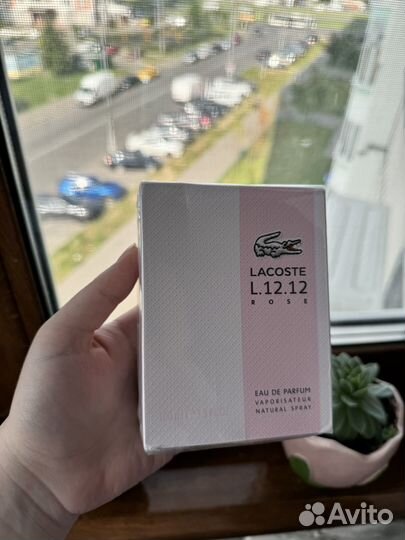 LACOSTE
L.12.12
ROSE
EAU DE PARFUM
VAPORISATEUR
NATURAL SPRAY
Avito